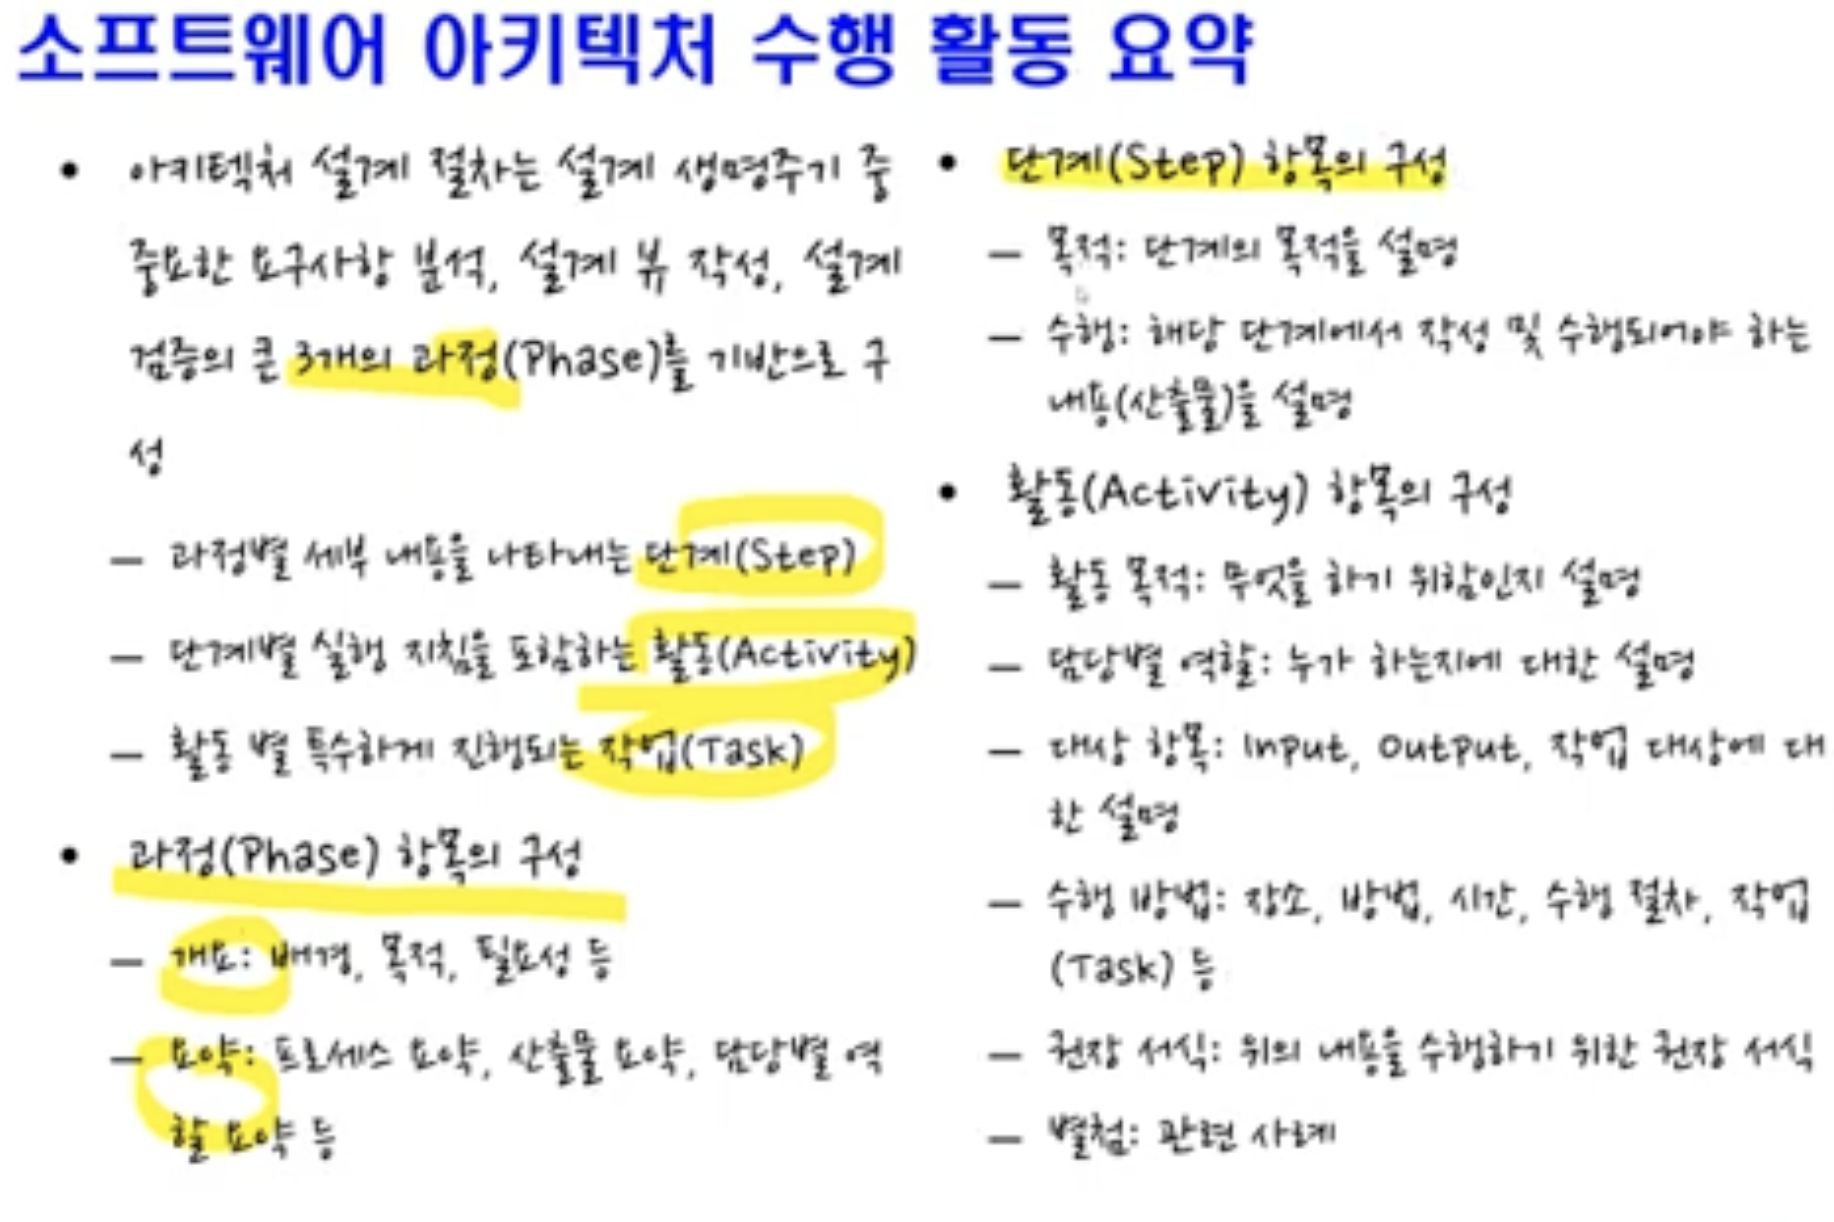 소프트웨어 아키텍처 수행 활동 요약
• 아키텍처 설계 절차는 설계 생명주기 중
중요한 요구사항 분석, 설계 뷰 작성, 설계
검증의 큰 3개의 과정(Phase)를 기반으로 구
성
– 과정별 세부 내용을 나타내는 단계(Step)
– 단계별 실행 지침을 포함하는 활동(Activity)
– 활동 별 특수하게 진행되는 작업(Task)
• 과정(Phase) 항목의 구성
– 개요: 배경, 목적, 필요성 등
– 요약: 프로세스 요약, 산출물 요약, 담당별 역
할 요약 등
• 단계(Step) 항목의 구성
– 목적: 단계의 목적을 설명
– 수행: 해당 단계에서 작성 및 수행되어야 하는
내용(산출물)을 설명
• 활동(Activity) 항목의 구성
– 활동 목적: 무엇을 하기 위함인지 설명
– 담당별 역할: 누가 하는지에 대한 설명
– 대상 항목: Input, Output, 작업 대상에 대
한 설명
– 수행 방법: 장소, 방법, 시간, 수행 절차, 작업
(Task) 등
– 권장 서식: 위의 내용을 수행하기 위한 권장 서식
– 별첨: 관련 사례